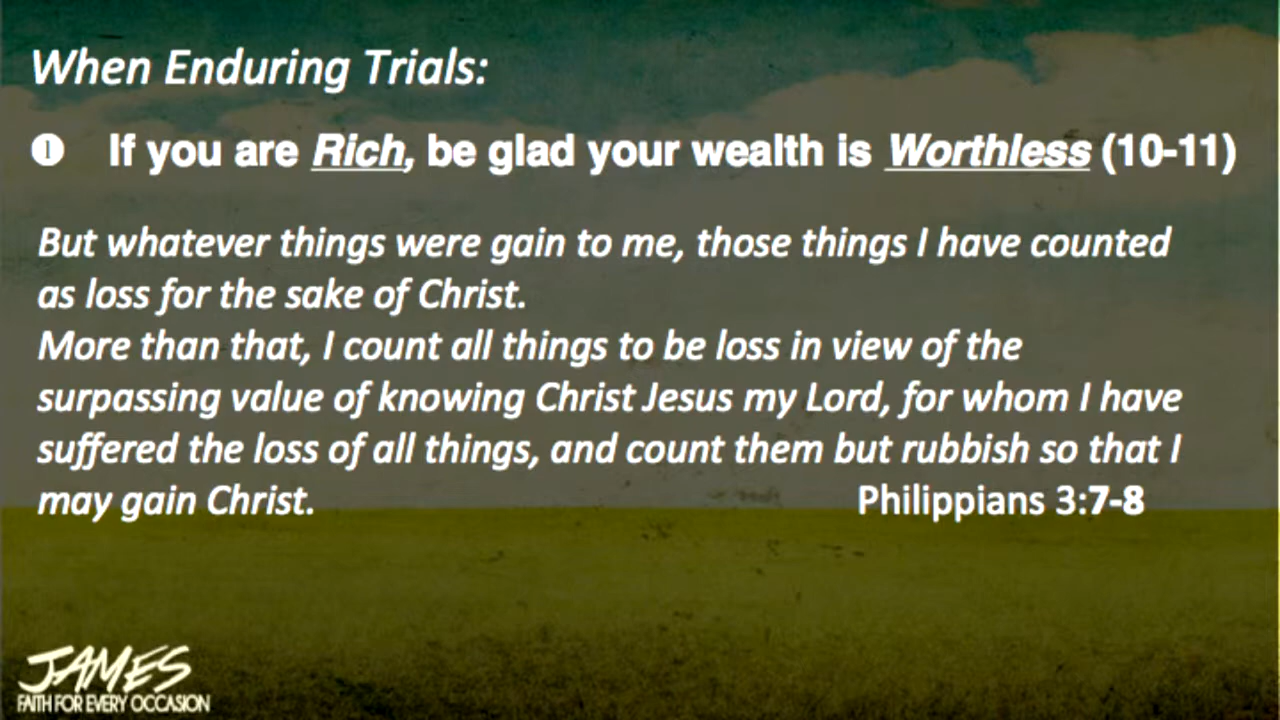 When Enduring Trials:
❶ If you are Rich, be glad your wealth is Worthless (10-11)
But whatever things were gain to me, those things I have counted
as loss for the sake of Christ.
More than that, I count all things to be loss in view of the
surpassing value of knowing Christ Jesus my Lord, for whom I have
suffered the loss of all things, and count them but rubbish so that I
may gain Christ. Philippians 3:7-8
JAMES
FAITH FOR EVERY OCCASION